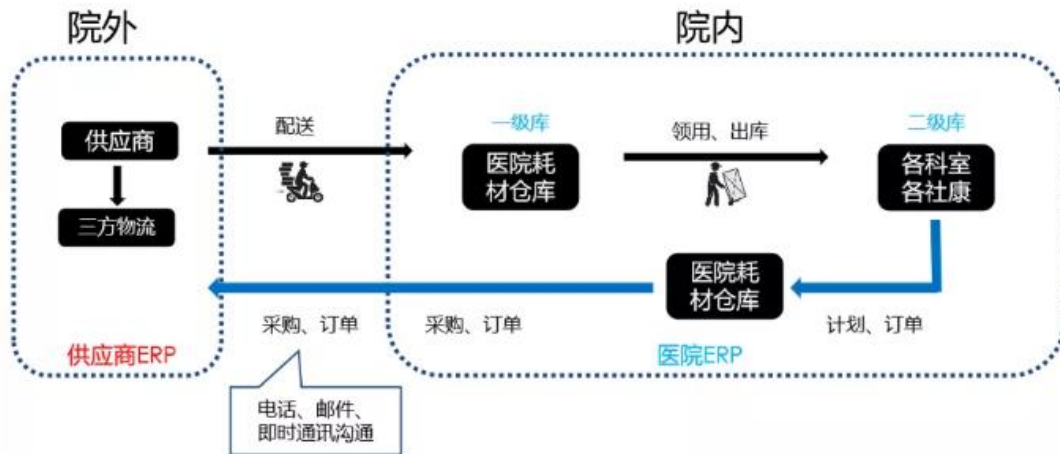 院外
院内
供应商
三方物流
配送
一级库
医院耗
材仓库
领用、出库
二级库
各科室
各社康
医院耗
材仓库
采购、订单
采购、订单
计划、订单
供应商ERP
医院ERP
电话、邮件、
即时通讯沟通